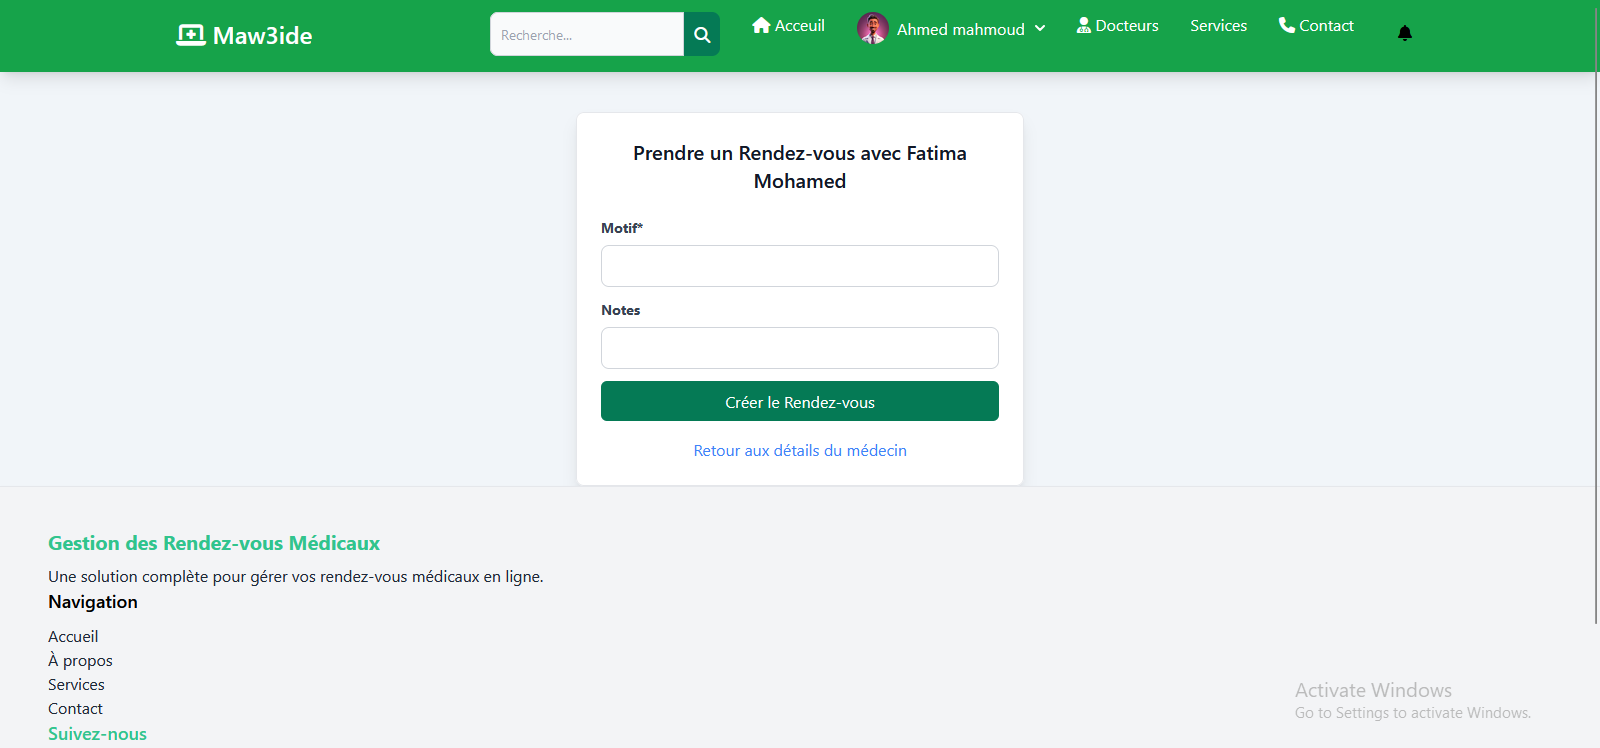 Maw3ide
Recherche...
Acceuil
Ahmed mahmoud
Docteurs
Services
Contact
Prendre un Rendez-vous avec Fatima
Mohamed
Motif*
Notes
Créer le Rendez-vous
Retour aux détails du médecin
Gestion des Rendez-vous Médicaux
Une solution complète pour gérer vos rendez-vous médicaux en ligne.
Navigation
Accueil
À propos
Services
Contact
Suivez-nous
Activate Windows
Go to Settings to activate Windows.